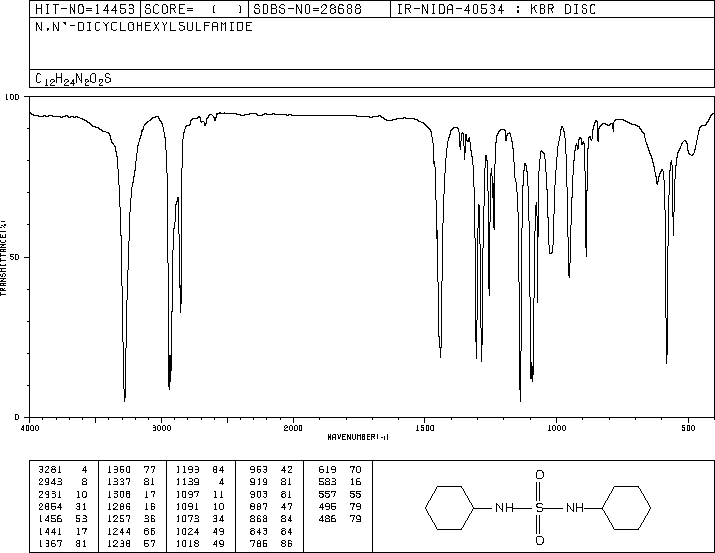 HIT-NO=14453 SCORE= ( ) SDBS-NO=28688 IR-NIDA-40534 : KBR DISC
N,N'-DICYCLOHEXYLSULFAMIDE
C12H24N2O2S
100
50
0
TRANSMITTANCE(%)
4000 3000 2000 1500 1000 500
WAVENUMBER(-1)
3281 4 1360 77 1193 84 963 42 619 70
2943 8 1337 81 1139 4 919 81 583 16
2931 10 1308 17 1097 11 903 81 557 55
2854 31 1286 16 1091 10 887 47 495 79
1456 53 1257 36 1073 34 868 84 486 79
1441 17 1244 66 1024 49 843 84
1367 81 1238 57 1018 49 786 86
O
NH S NH
O